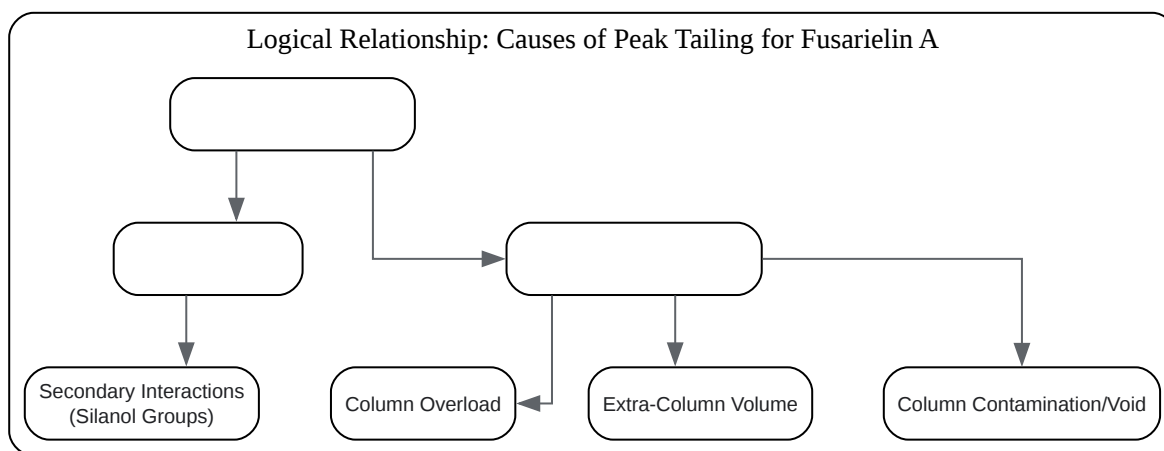 Logical Relationship: Causes of Peak Tailing for Fusarielin A
Secondary Interactions
(Silanol Groups)
Column Overload
Extra-Column Volume
Column Contamination/Void